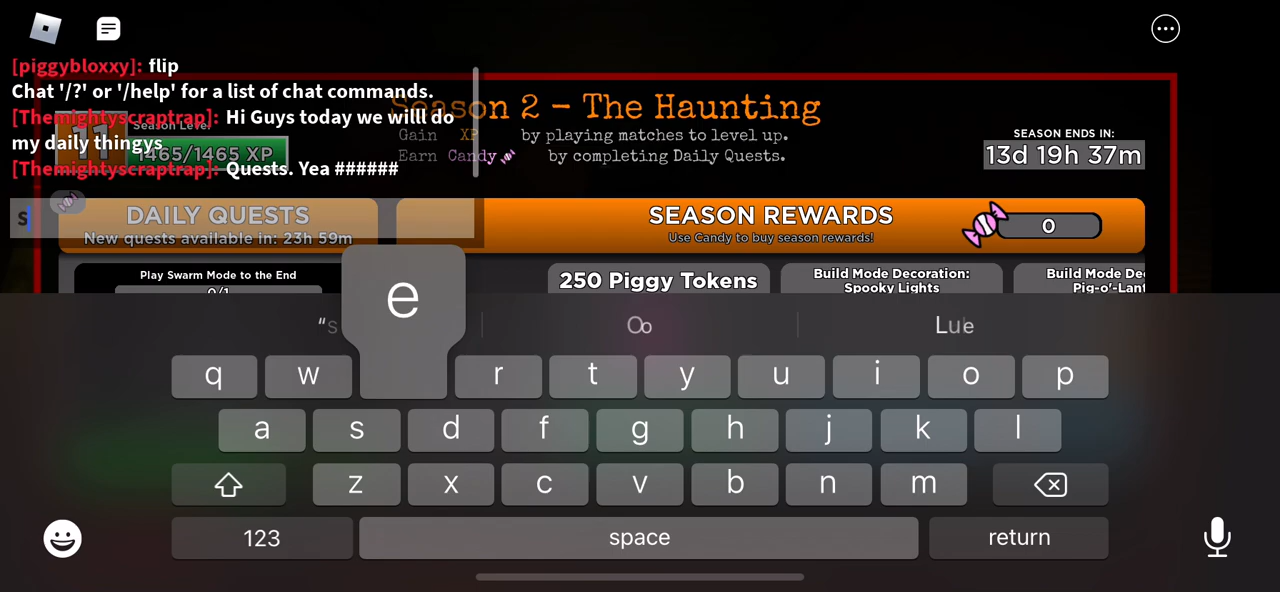 [piggybloxxy]: flip
Chat '/?' or '/help' for a list of chat commands.
[Themightyscraptrap]: Hi Guys today we willl do
my daily thingys
[Themightyscraptrap]: Quests. Yea ######
s
Season 2 - The Haunting
Gain XP by playing matches to level up.
Earn Candy by completing Daily Quests.
11
Season Level
1465/1465 XP
SEASON ENDS IN:
13d 19h 37m
DAILY QUESTS
New quests available in: 23h 59m
SEASON REWARDS
Use Candy to buy season rewards!
0
Play Swarm Mode to the End
0/1
250 Piggy Tokens
Build Mode Decoration:
Spooky Lights
Build Mode De
Pig-o'-Lant
e
q w r t y u i o p
a s d f g h j k l
z x c v b n m
123 space return